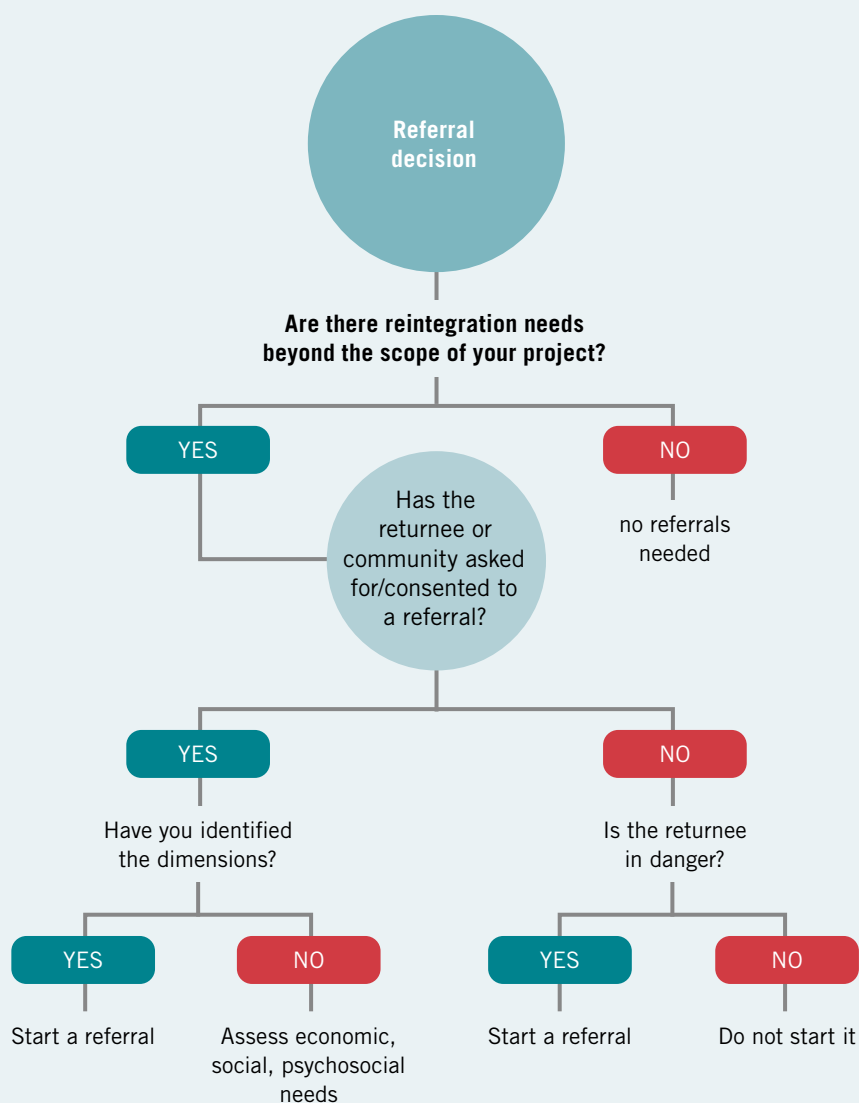 Referral
decision
Are there reintegration needs
beyond the scope of your project?
YES
NO
Has the
returnee or
community asked
for/consented to
a referral?
no referrals
needed
YES
NO
Have you identified
the dimensions?
Is the returnee
in danger?
YES
NO
YES
NO
Start a referral
Assess economic,
social, psychosocial
needs
Start a referral
Do not start it